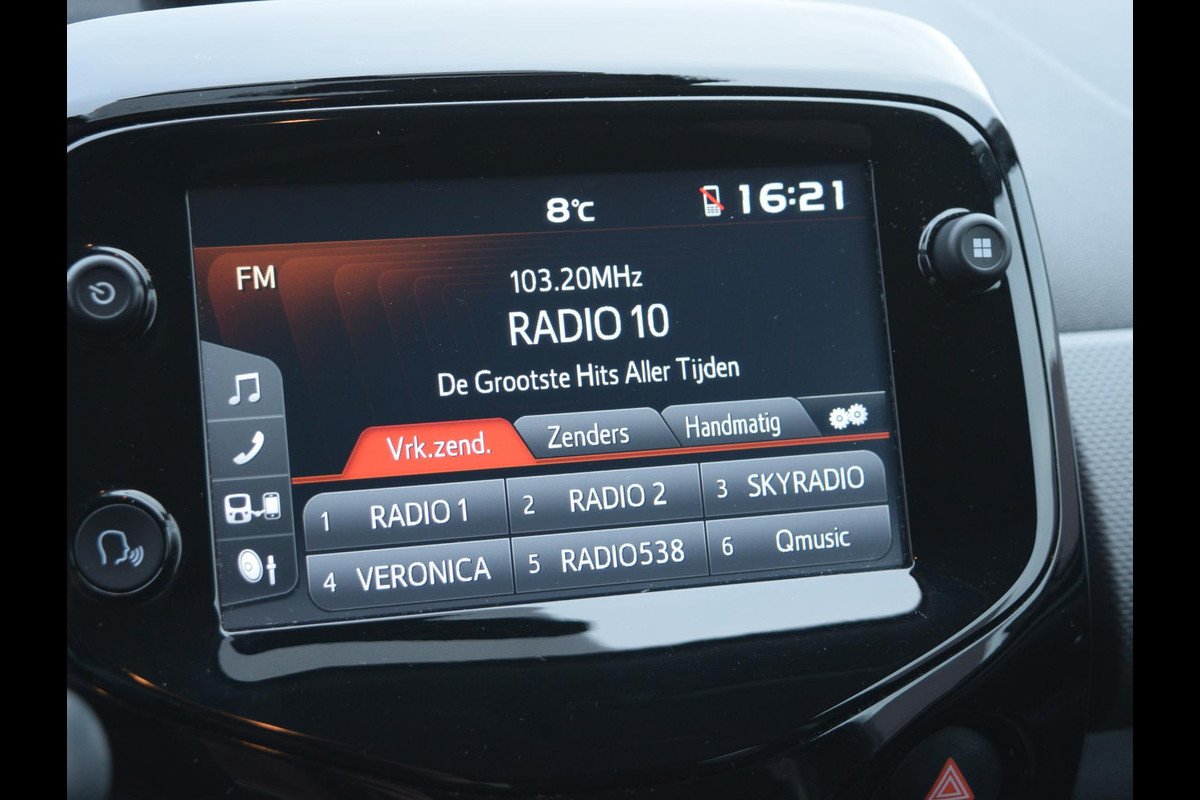 8°C 16:21
FM
103.20MHz
RADIO 10
De Grootste Hits Aller Tijden
Vrk.zend. Zenders Handmatig
1 RADIO 1 2 RADIO 2 3 SKYRADIO
4 VERONICA 5 RADIO538 6 Qmusic